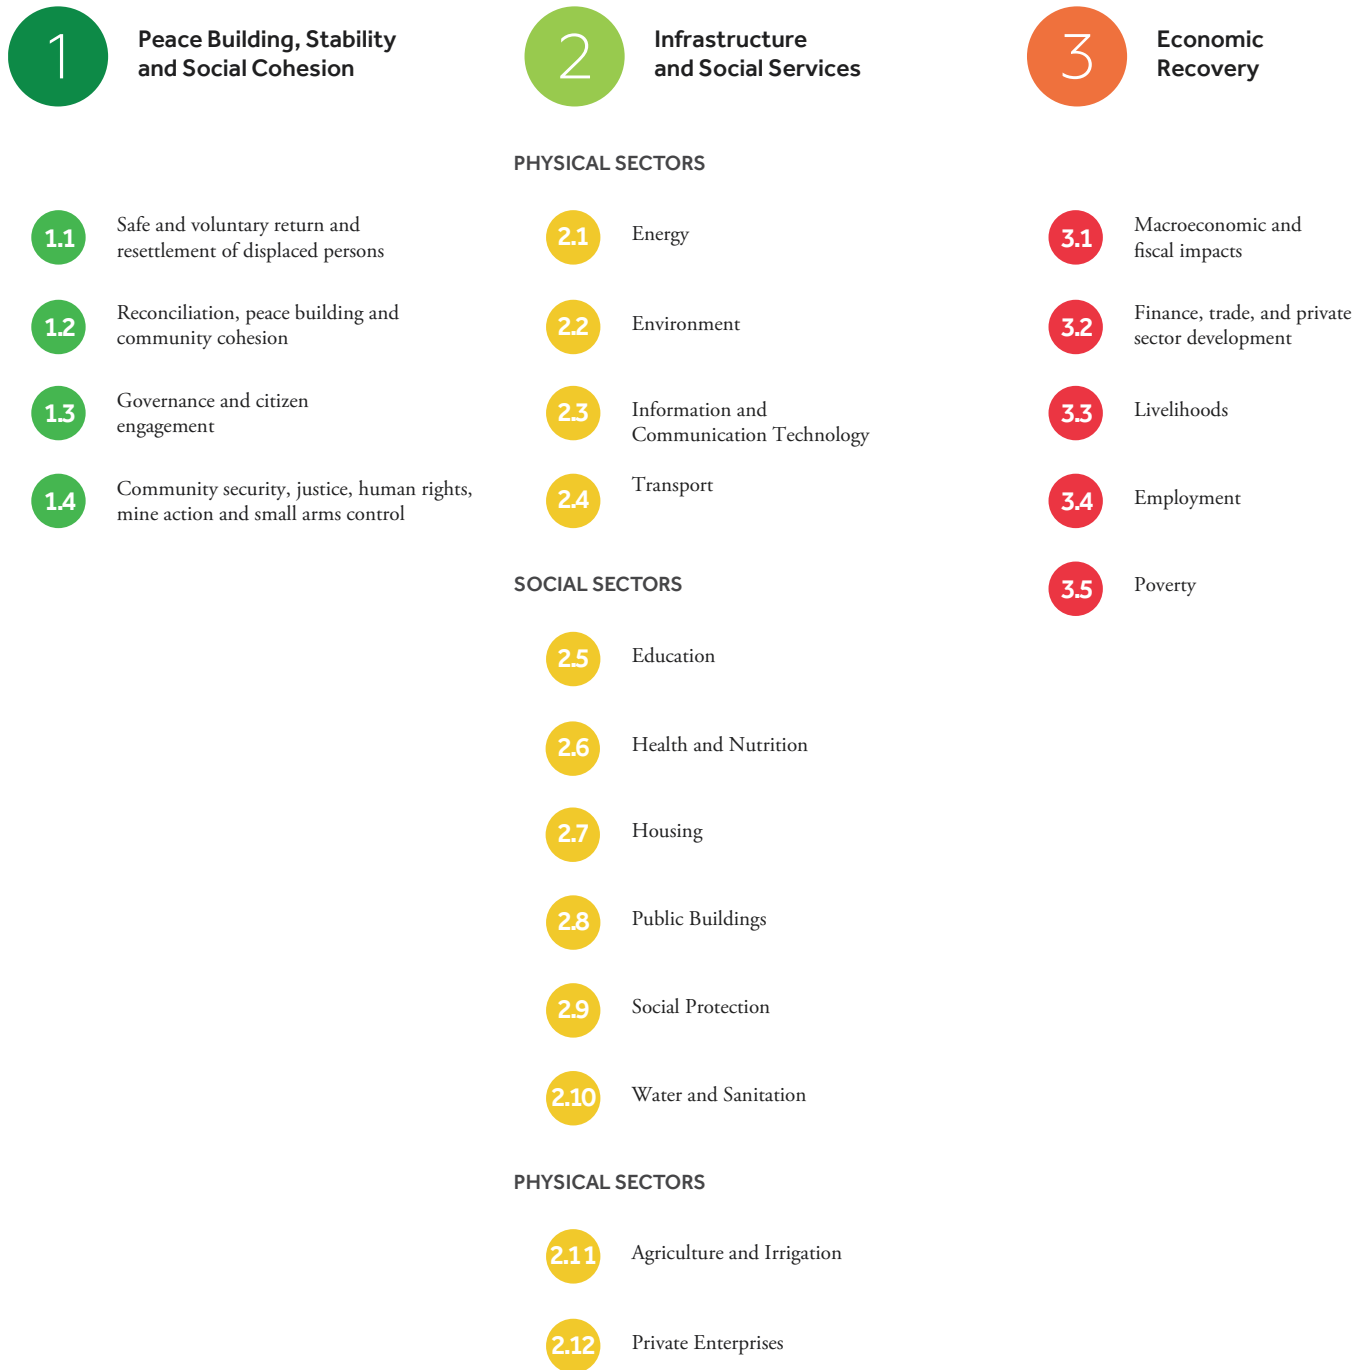 1
Peace Building, Stability
and Social Cohesion
1.1
Safe and voluntary return and
resettlement of displaced persons
1.2
Reconciliation, peace building and
community cohesion
1.3
Governance and citizen
engagement
1.4
Community security, justice, human rights,
mine action and small arms control
2
Infrastructure
and Social Services
PHYSICAL SECTORS
2.1
Energy
2.2
Environment
2.3
Information and
Communication Technology
2.4
Transport
SOCIAL SECTORS
2.5
Education
2.6
Health and Nutrition
2.7
Housing
2.8
Public Buildings
2.9
Social Protection
2.10
Water and Sanitation
PHYSICAL SECTORS
2.11
Agriculture and Irrigation
2.12
Private Enterprises
3
Economic
Recovery
3.1
Macroeconomic and
fiscal impacts
3.2
Finance, trade, and private
sector development
3.3
Livelihoods
3.4
Employment
3.5
Poverty